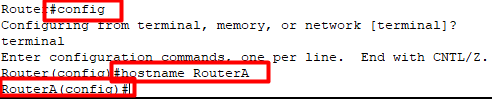 Router#config
Configuring from terminal, memory, or network [terminal]?
terminal
Enter configuration commands, one per line.  End with CNTL/Z.
Router(config)#hostname RouterA
RouterA(config)#